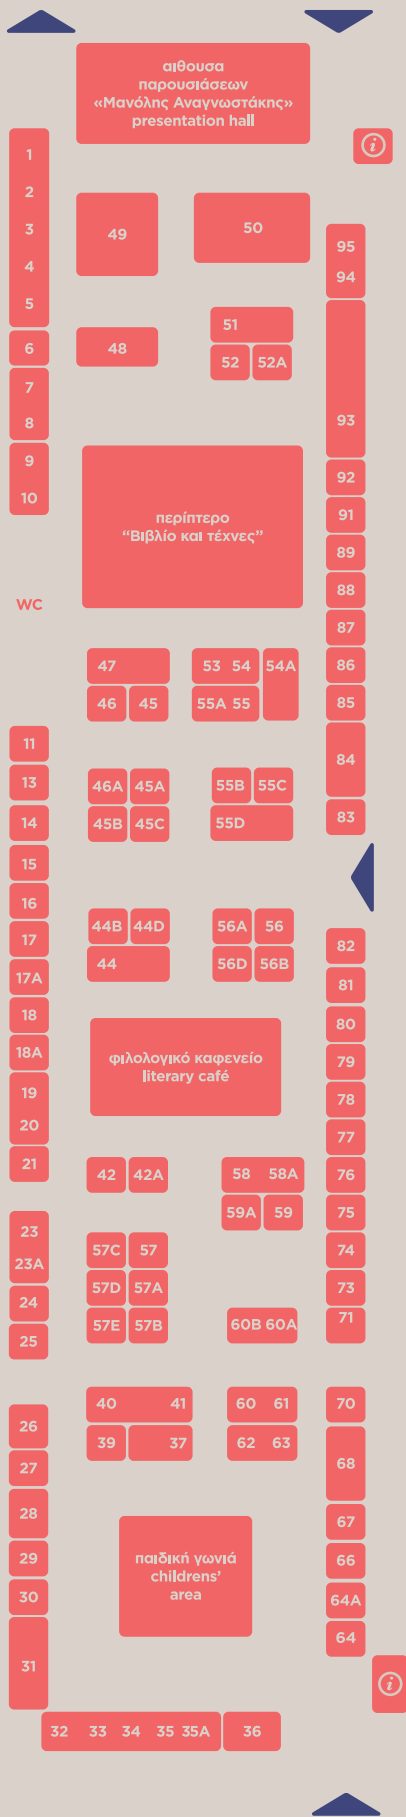 αιθουσα
παρουσιάσεων
«Μανόλης Αναγνωστάκης»
presentation hall
i
1
2
3
4
5
6
7
8
9
10
49
50
48
51
52 52A
95
94
93
92
91
89
88
87
86
85
84
83
περίπτερο
“Βιβλίο και τέχνες”
WC
47
46 45
53 54 54A
55A 55
46A 45A
45B 45C
55B 55C
55D
11
13
14
15
16
17
17A
18
18A
19
20
21
44B 44D
44
56A 56
56D 56B
82
81
80
79
78
77
76
75
74
73
71
φιλολογικό καφενείο
literary café
42 42A
58 58A
59A 59
57C 57
57D 57A
57E 57B
60B 60A
23
23A
24
25
40 41
39 37
60 61
62 63
70
68
67
66
64A
64
26
27
28
29
30
31
παιδική γωνιά
childrens’
area
i
32 33 34 35 35A 36